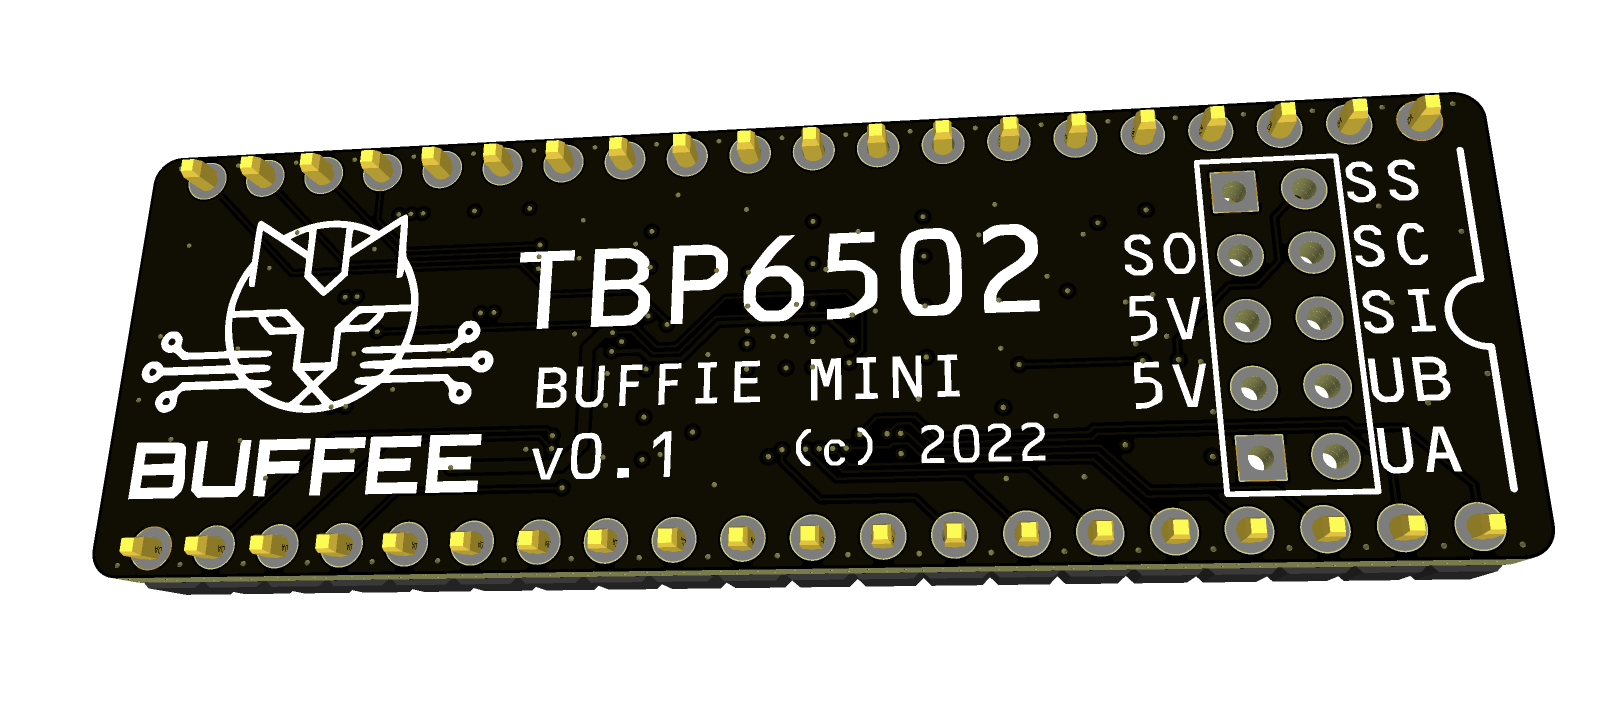 TBP6502
BUFFIE MINI
v0.1 (c) 2022
BUFFEE
SS
SO SC
5V SI
5V UB
UA